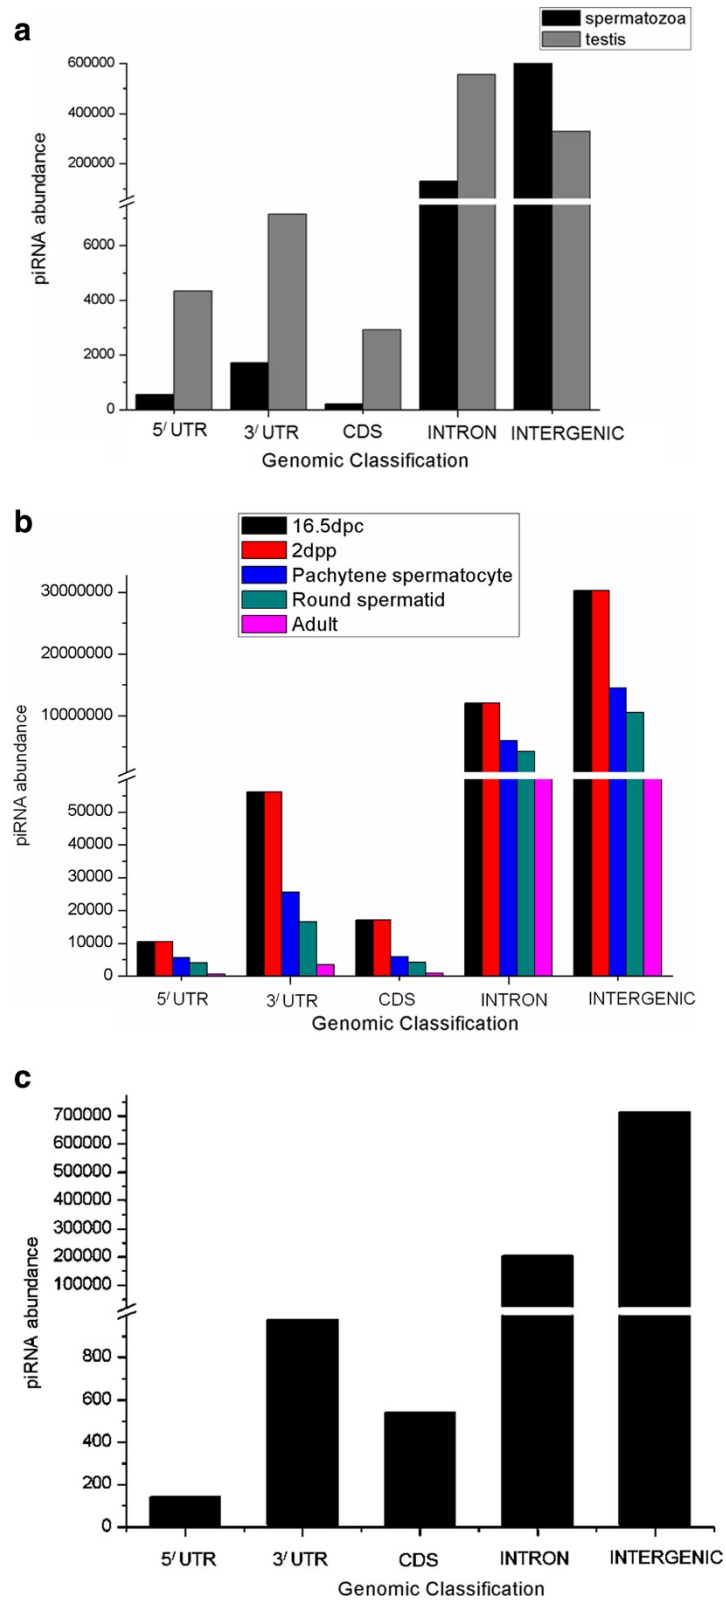 a
spermatozoa
testis
600000
400000
200000
6000
4000
2000
0
piRNA abundance
5/ UTR 3/ UTR CDS INTRON INTERGENIC
Genomic Classification
b
16.5dpc
2dpp
Pachytene spermatocyte
Round spermatid
Adult
30000000
20000000
10000000
50000
40000
30000
20000
10000
0
piRNA abundance
5/ UTR 3/ UTR CDS INTRON INTERGENIC
Genomic Classification
c
700000
600000
500000
400000
300000
200000
100000
800
600
400
200
0
piRNA abundance
5/ UTR 3/ UTR CDS INTRON INTERGENIC
Genomic Classification